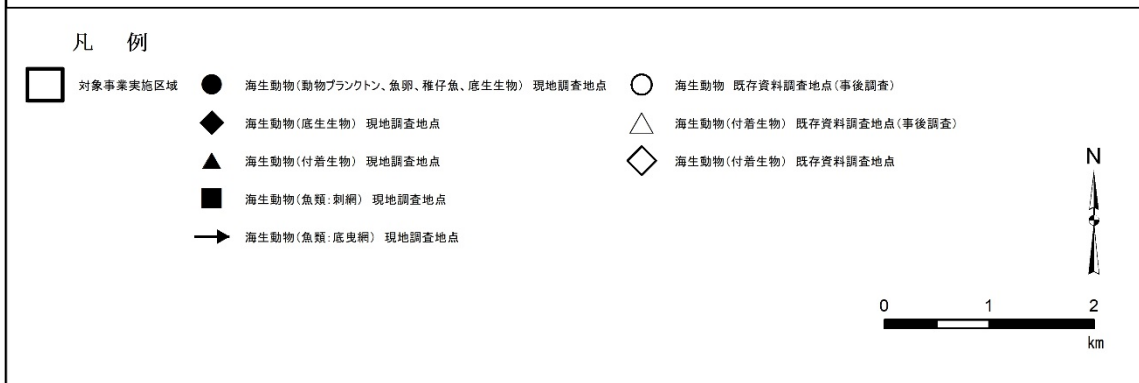 凡 例
対象事業実施区域
海生動物(動物プランクトン、魚卵、稚仔魚、底生生物) 現地調査地点
海生動物(底生生物) 現地調査地点
海生動物(付着生物) 現地調査地点
海生動物(魚類:刺網) 現地調査地点
海生動物(魚類:底曳網) 現地調査地点
海生動物 既存資料調査地点(事後調査)
海生動物(付着生物) 既存資料調査地点(事後調査)
海生動物(付着生物) 既存資料調査地点
N
0 1 2
km